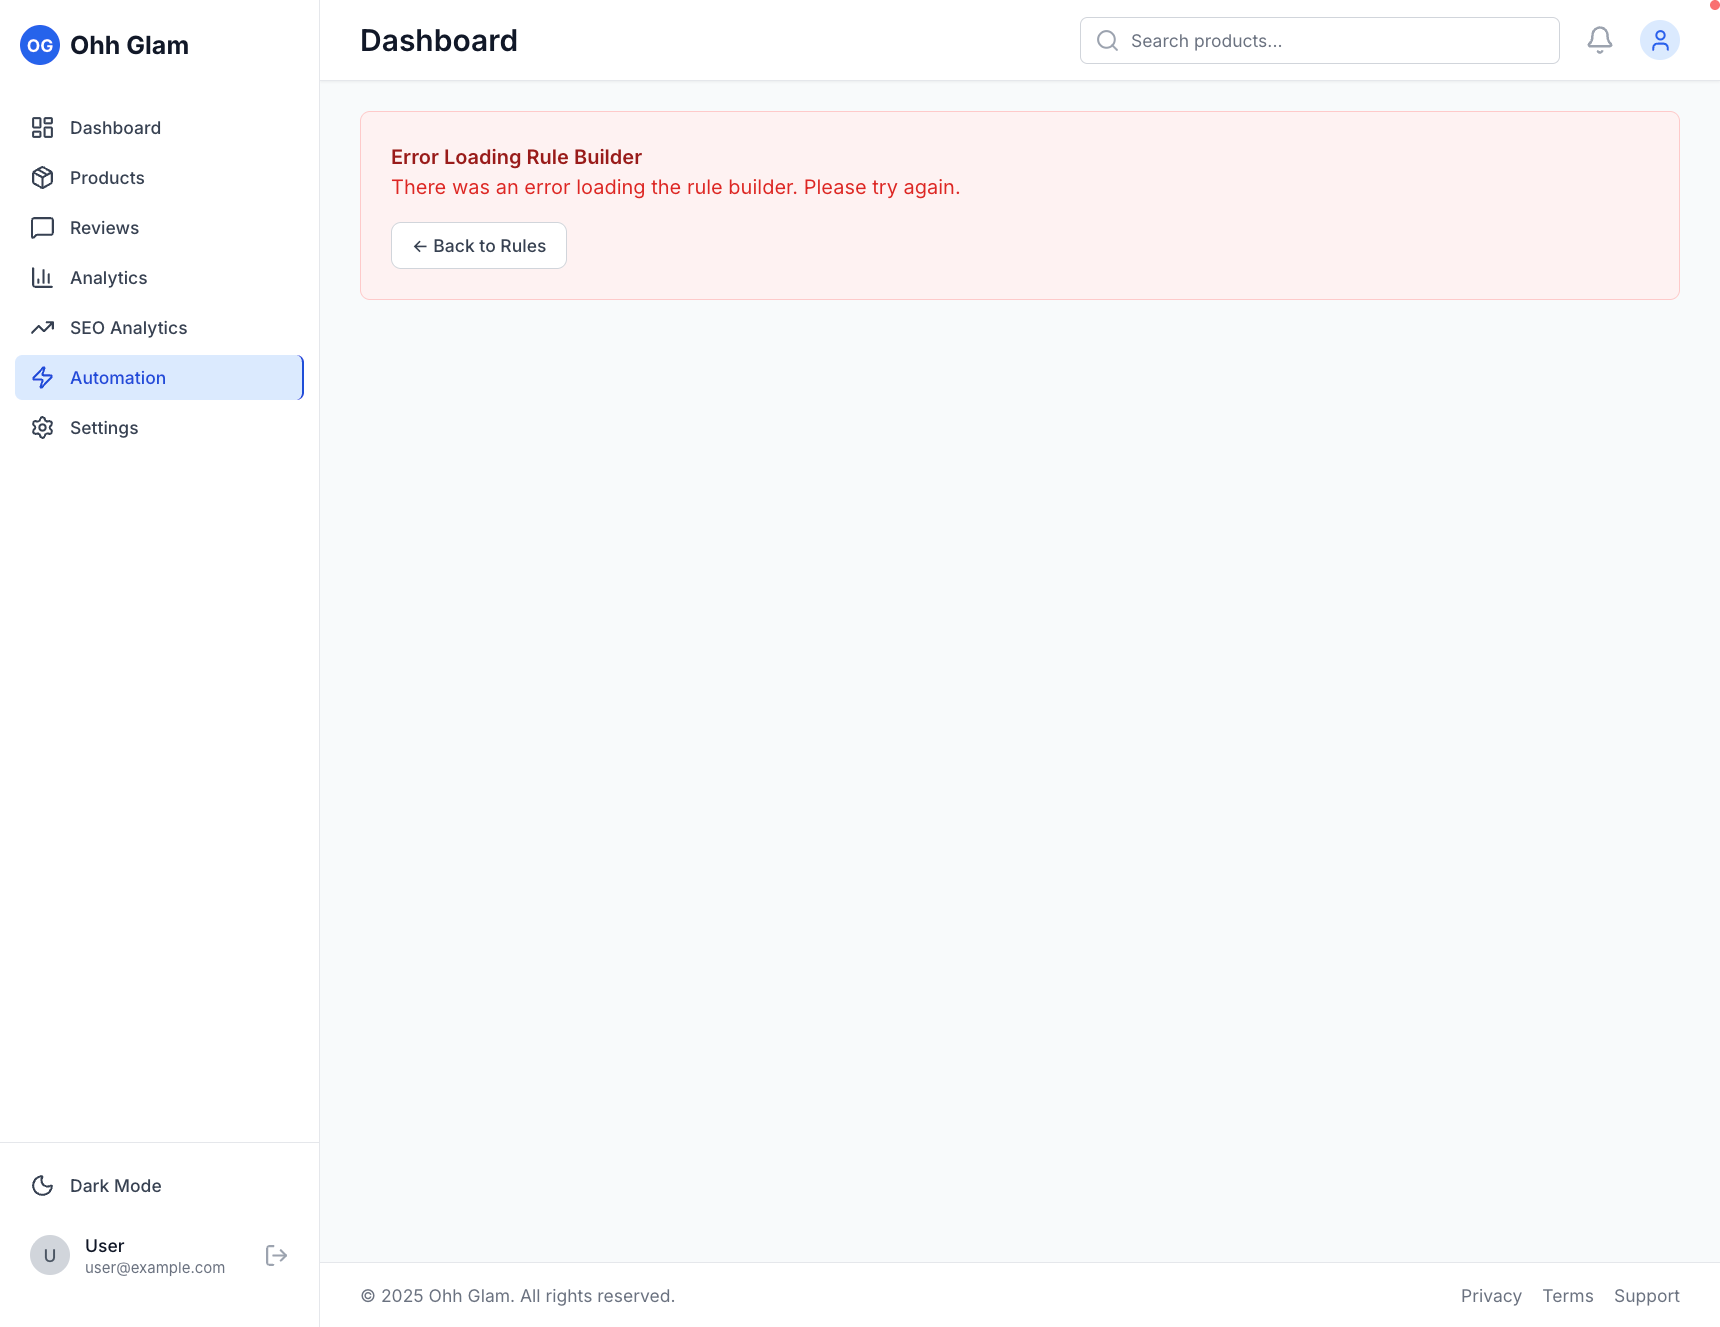 OG Ohh Glam
Dashboard
Products
Reviews
Analytics
SEO Analytics
Automation
Settings
Dark Mode
U
User
user@example.com
Dashboard
Search products...
Error Loading Rule Builder
There was an error loading the rule builder. Please try again.
← Back to Rules
© 2025 Ohh Glam. All rights reserved.
Privacy Terms Support